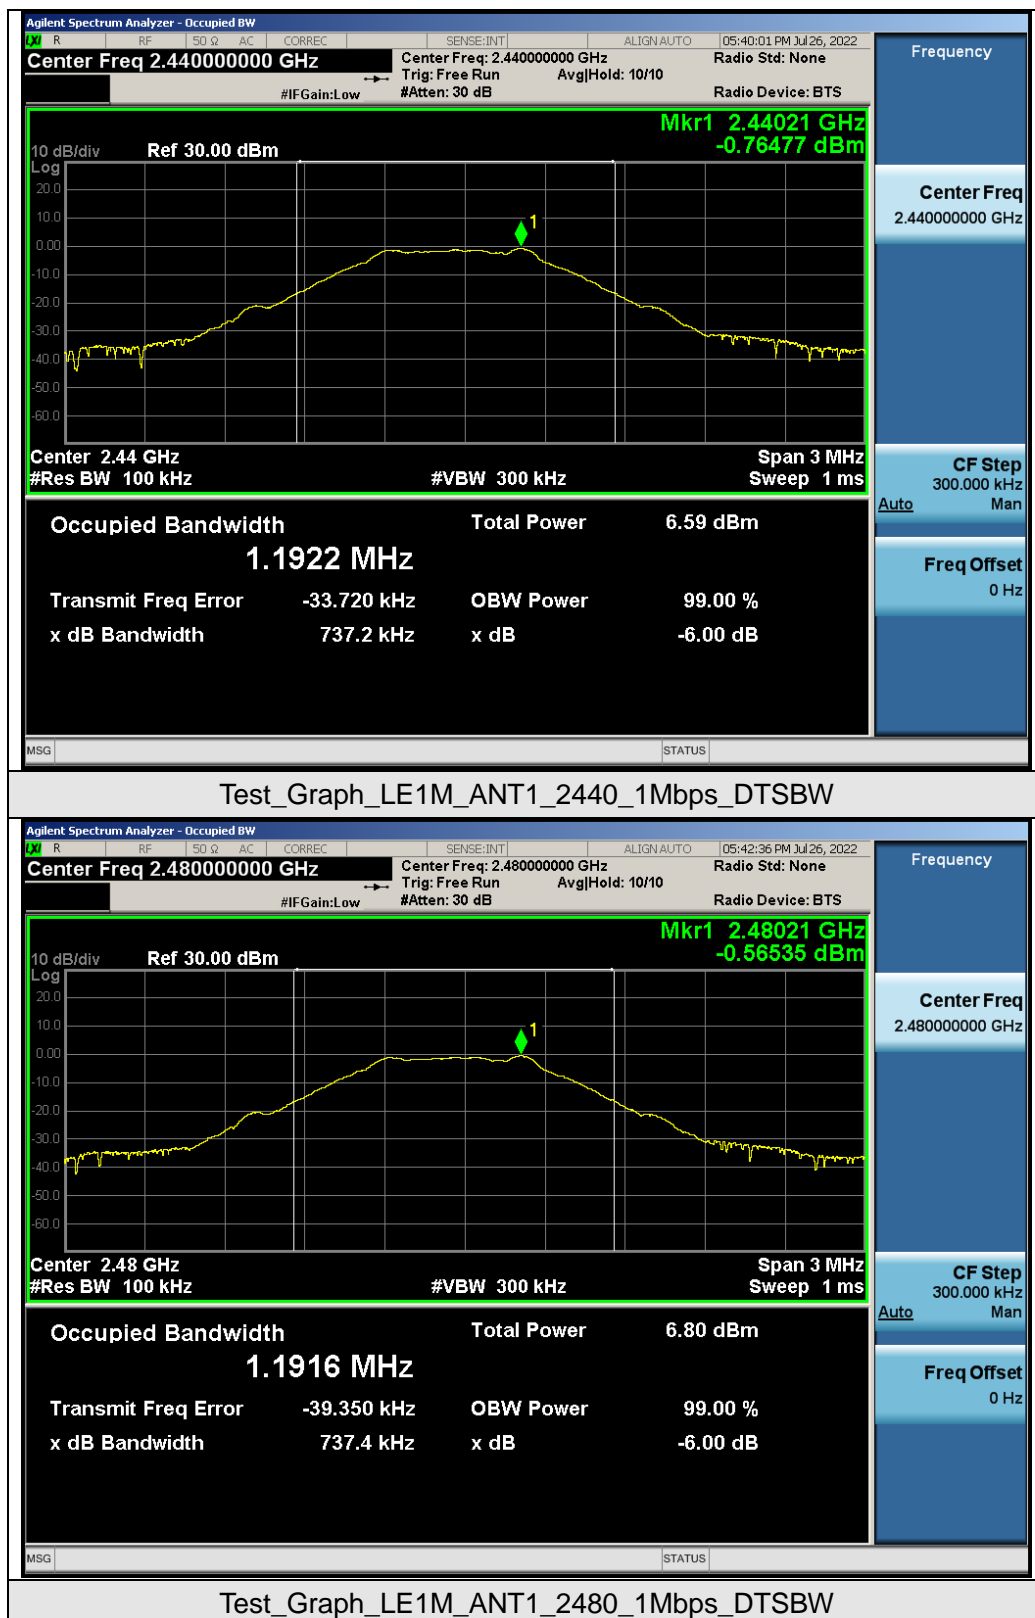 Agilent Spectrum Analyzer - Occupied BW
LXI R RF 50 Ω AC CORREC SENSE:INT ALIGN AUTO 05:40:01 PM Jul 26, 2022
Center Freq 2.440000000 GHz Center Freq: 2.440000000 GHz Radio Std: None
Trig: Free Run Avg|Hold: 10/10
#IFGain:Low #Atten: 30 dB Radio Device: BTS
Frequency
Mkr1 2.44021 GHz
10 dB/div Ref 30.00 dBm -0.76477 dBm
Log
20.0
10.0
0.00
-10.0
-20.0
-30.0
-40.0
-50.0
-60.0
1
Center Freq
2.440000000 GHz
Center 2.44 GHz Span 3 MHz
#Res BW 100 kHz #VBW 300 kHz Sweep 1 ms
CF Step
300.000 kHz
Auto Man
Occupied Bandwidth Total Power 6.59 dBm
1.1922 MHz
Transmit Freq Error -33.720 kHz OBW Power 99.00 %
x dB Bandwidth 737.2 kHz x dB -6.00 dB
Freq Offset
0 Hz
MSG STATUS
Test_Graph_LE1M_ANT1_2440_1Mbps_DTSBW
Agilent Spectrum Analyzer - Occupied BW
LXI R RF 50 Ω AC CORREC SENSE:INT ALIGN AUTO 05:42:36 PM Jul 26, 2022
Center Freq 2.480000000 GHz Center Freq: 2.480000000 GHz Radio Std: None
Trig: Free Run Avg|Hold: 10/10
#IFGain:Low #Atten: 30 dB Radio Device: BTS
Frequency
Mkr1 2.48021 GHz
10 dB/div Ref 30.00 dBm -0.56535 dBm
Log
20.0
10.0
0.00
-10.0
-20.0
-30.0
-40.0
-50.0
-60.0
1
Center Freq
2.480000000 GHz
Center 2.48 GHz Span 3 MHz
#Res BW 100 kHz #VBW 300 kHz Sweep 1 ms
CF Step
300.000 kHz
Auto Man
Occupied Bandwidth Total Power 6.80 dBm
1.1916 MHz
Transmit Freq Error -39.350 kHz OBW Power 99.00 %
x dB Bandwidth 737.4 kHz x dB -6.00 dB
Freq Offset
0 Hz
MSG STATUS
Test_Graph_LE1M_ANT1_2480_1Mbps_DTSBW